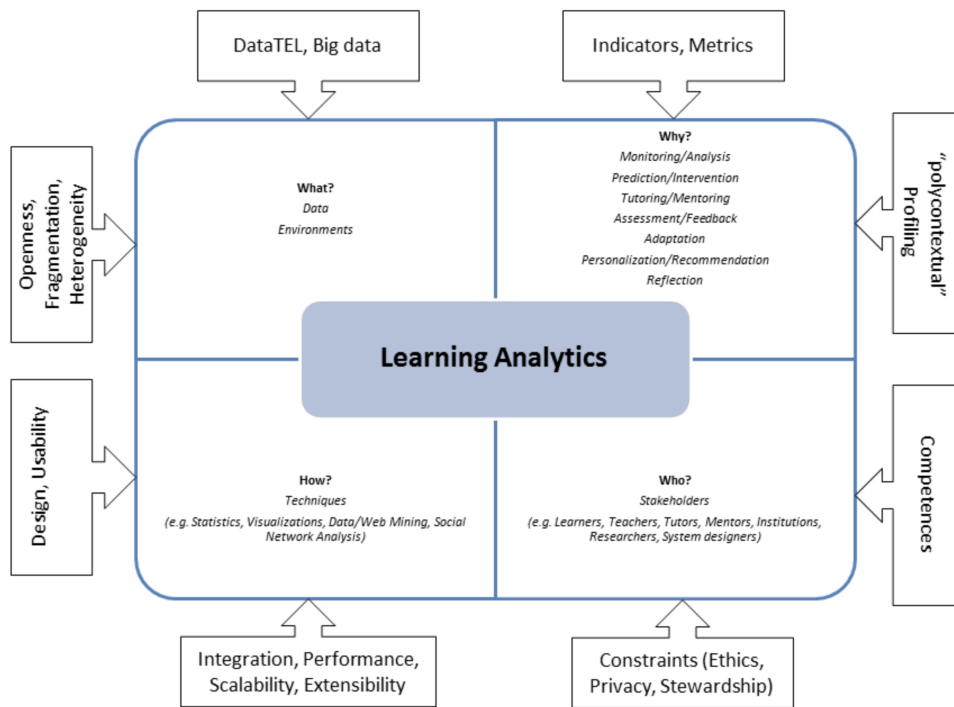 DataTEL, Big data
Indicators, Metrics
Openness,
Fragmentation,
Heterogeneity
What?
Data
Environments
Why?
Monitoring/Analysis
Prediction/Intervention
Tutoring/Mentoring
Assessment/Feedback
Adaptation
Personalization/Recommendation
Reflection
“polycontextual”
Profiling
Learning Analytics
Design, Usability
How?
Techniques
(e.g. Statistics, Visualizations, Data/Web Mining, Social
Network Analysis)
Who?
Stakeholders
(e.g. Learners, Teachers, Tutors, Mentors, Institutions,
Researchers, System designers)
Competences
Integration, Performance,
Scalability, Extensibility
Constraints (Ethics,
Privacy, Stewardship)